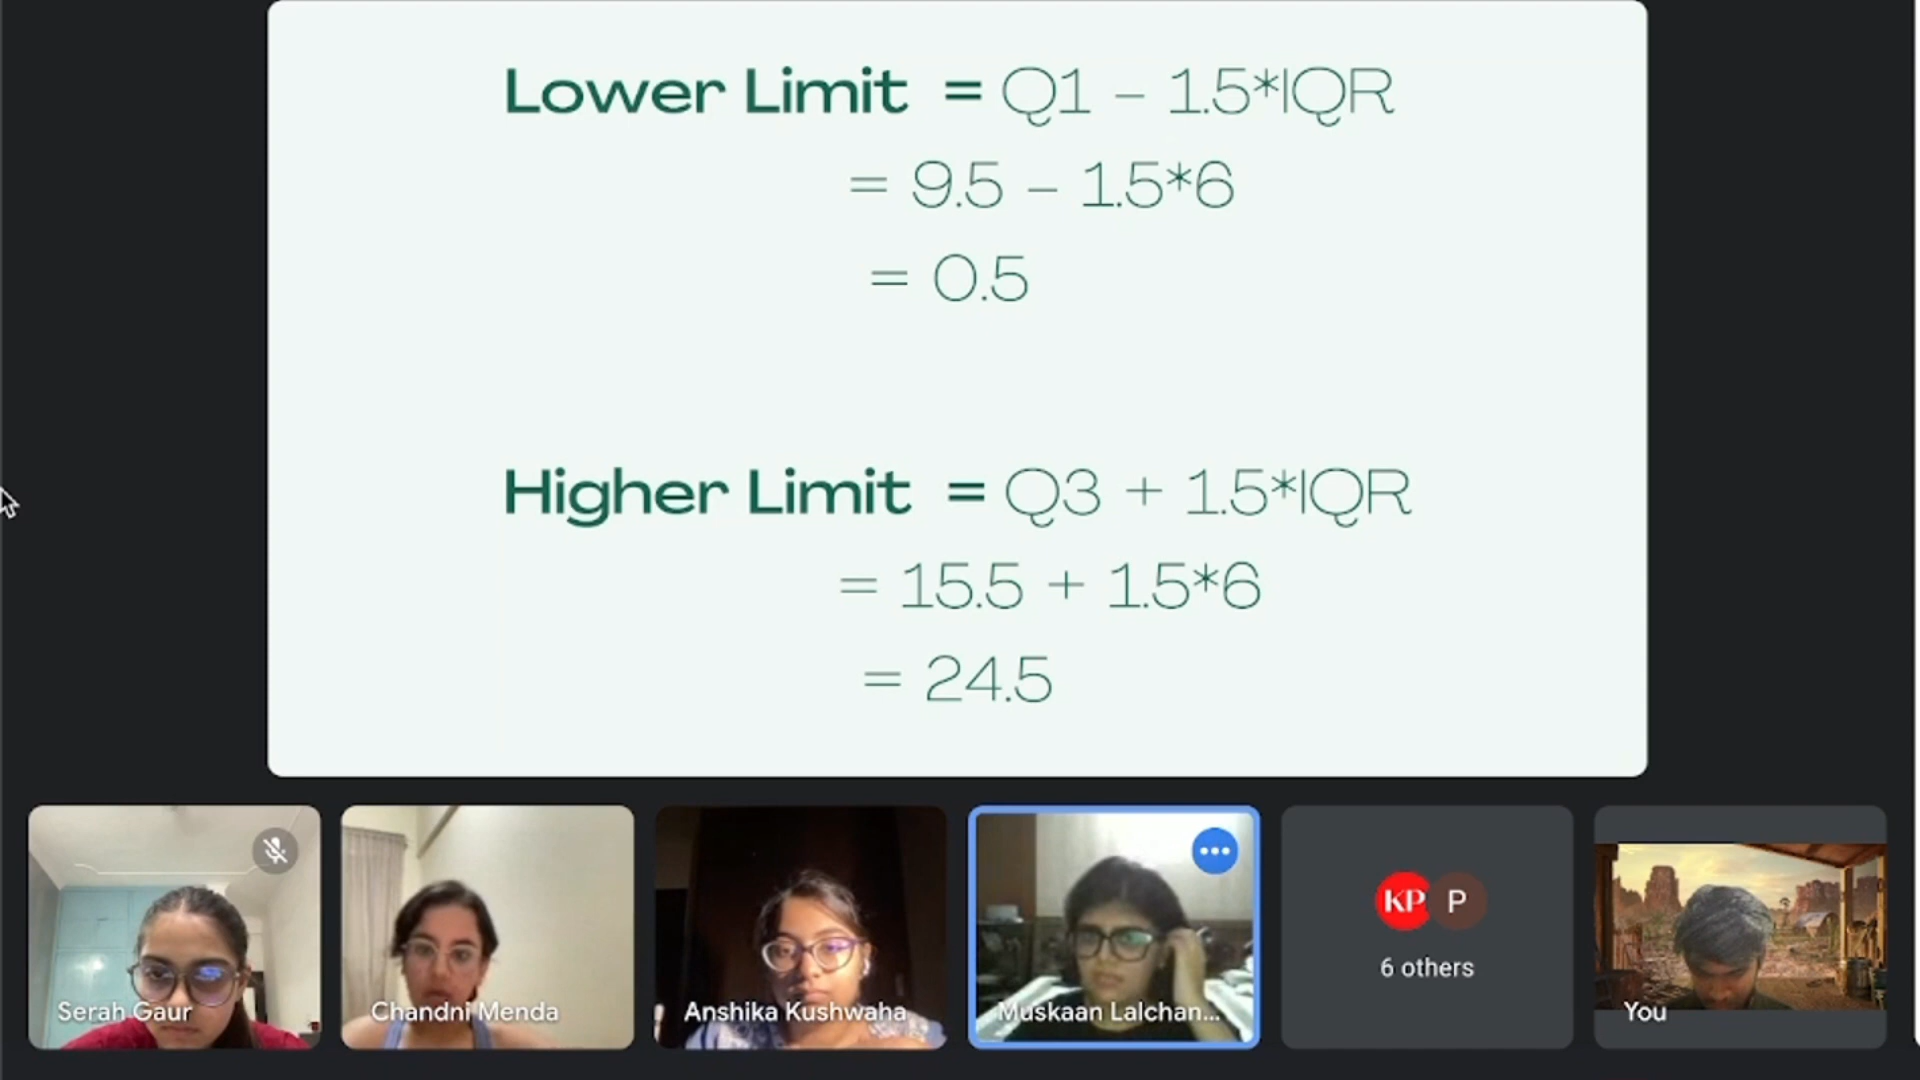 Lower Limit = Q1 – 1.5*IQR
= 9.5 – 1.5*6
= 0.5
Higher Limit = Q3 + 1.5*IQR
= 15.5 + 1.5*6
= 24.5
Serah Gaur
Chandni Menda
Anshika Kushwaha
Muskaan Lalchan...
KP P
6 others
You